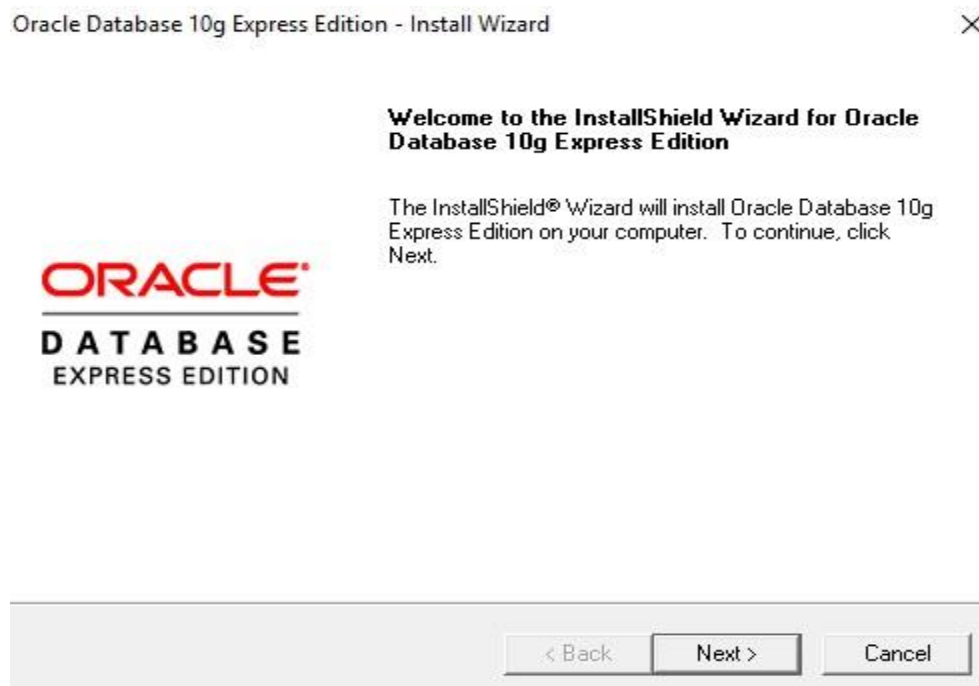 Oracle Database 10g Express Edition - Install Wizard
Welcome to the InstallShield Wizard for Oracle
Database 10g Express Edition
The InstallShield® Wizard will install Oracle Database 10g
Express Edition on your computer.  To continue, click
Next.
ORACLE
DATABASE
EXPRESS EDITION
< Back
Next >
Cancel